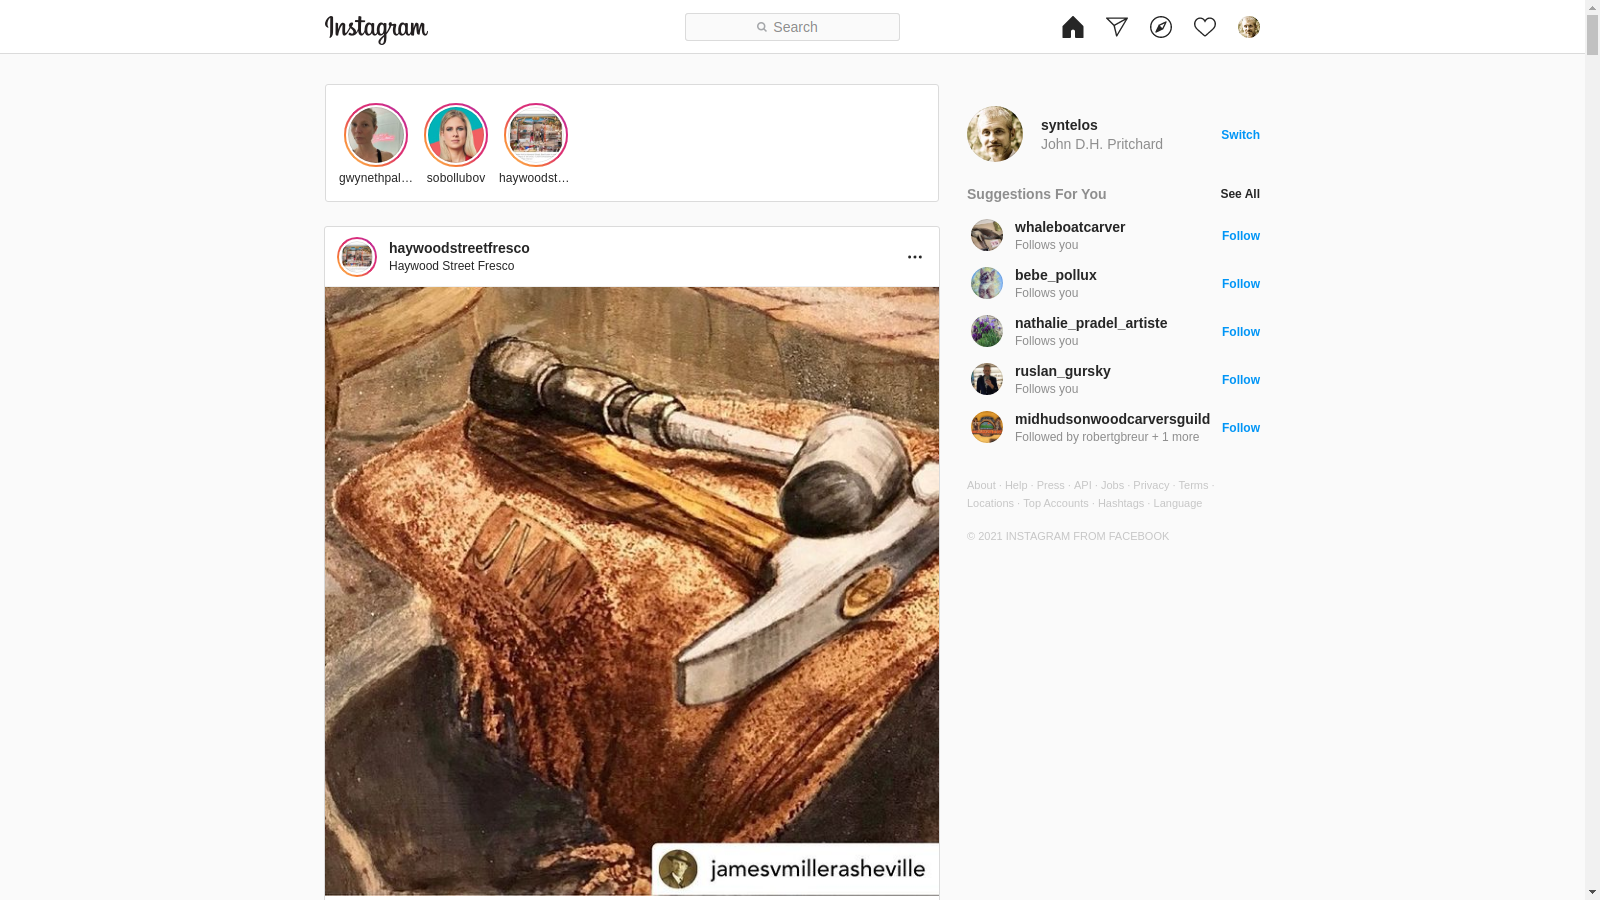 Instagram
Search
gwynethpal...
sobollubov
haywoodst...
haywoodstreetfresco
Haywood Street Fresco
JVM
jamesvmillerasheville
syntelos
John D.H. Pritchard
Switch
Suggestions For You
See All
whaleboatcarver
Follows you
Follow
bebe_pollux
Follows you
Follow
nathalie_pradel_artiste
Follows you
Follow
ruslan_gursky
Follows you
Follow
midhudsonwoodcarversguild
Followed by robertgbreur + 1 more
Follow
About · Help · Press · API · Jobs · Privacy · Terms ·
Locations · Top Accounts · Hashtags · Language
© 2021 INSTAGRAM FROM FACEBOOK